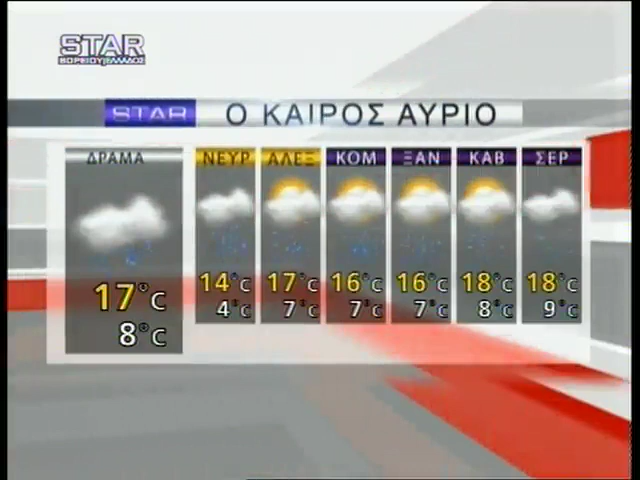 STAR
ΒΟΡΕΙΟΥ ΕΛΛΑΔΟΣ
STAR Ο ΚΑΙΡΟΣ ΑΥΡΙΟ
ΔΡΑΜΑ ΝΕΥΡ ΑΛΕΞ ΚΟΜ ΞΑΝ ΚΑΒ ΣΕΡ
17°C 14°C 17°C 16°C 16°C 18°C 18°C
8°C 4°C 7°C 7°C 7°C 8°C 9°C